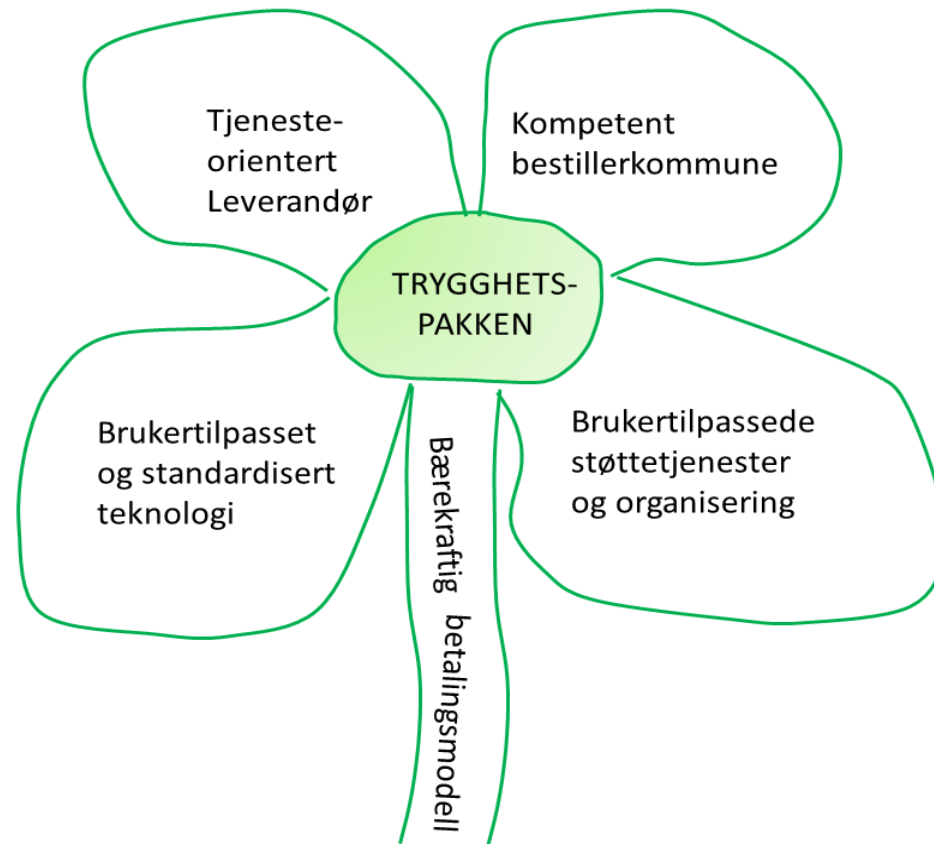 Tjeneste-
orientert
Leverandør
Kompetent
bestillerkommune
TRYGGHETS-
PAKKEN
Brukertilpasset
og standardisert
teknologi
Brukertilpassede
støttetjenester
og organisering
Bærekraftig betalingsmodell